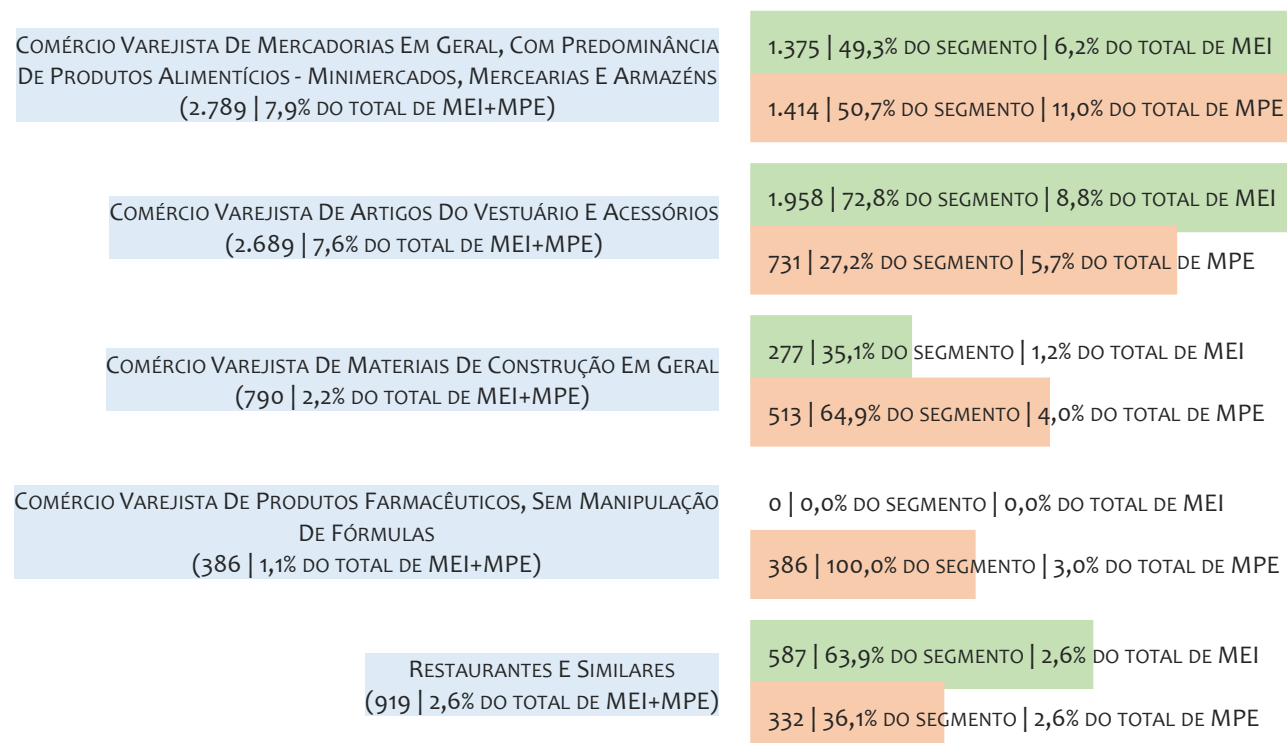 Comércio Varejista De Mercadorias Em Geral, Com Predominância
De Produtos Alimentícios - Minimercados, Mercearias E Armazéns
(2.789 | 7,9% do total de MEI+MPE)
1.375 | 49,3% do segmento | 6,2% do total de MEI
1.414 | 50,7% do segmento | 11,0% do total de MPE
Comércio Varejista De Artigos Do Vestuário E Acessórios
(2.689 | 7,6% do total de MEI+MPE)
1.958 | 72,8% do segmento | 8,8% do total de MEI
731 | 27,2% do segmento | 5,7% do total de MPE
Comércio Varejista De Materiais De Construção Em Geral
(790 | 2,2% do total de MEI+MPE)
277 | 35,1% do segmento | 1,2% do total de MEI
513 | 64,9% do segmento | 4,0% do total de MPE
Comércio Varejista De Produtos Farmacêuticos, Sem Manipulação
De Fórmulas
(386 | 1,1% do total de MEI+MPE)
0 | 0,0% do segmento | 0,0% do total de MEI
386 | 100,0% do segmento | 3,0% do total de MPE
Restaurantes E Similares
(919 | 2,6% do total de MEI+MPE)
587 | 63,9% do segmento | 2,6% do total de MEI
332 | 36,1% do segmento | 2,6% do total de MPE